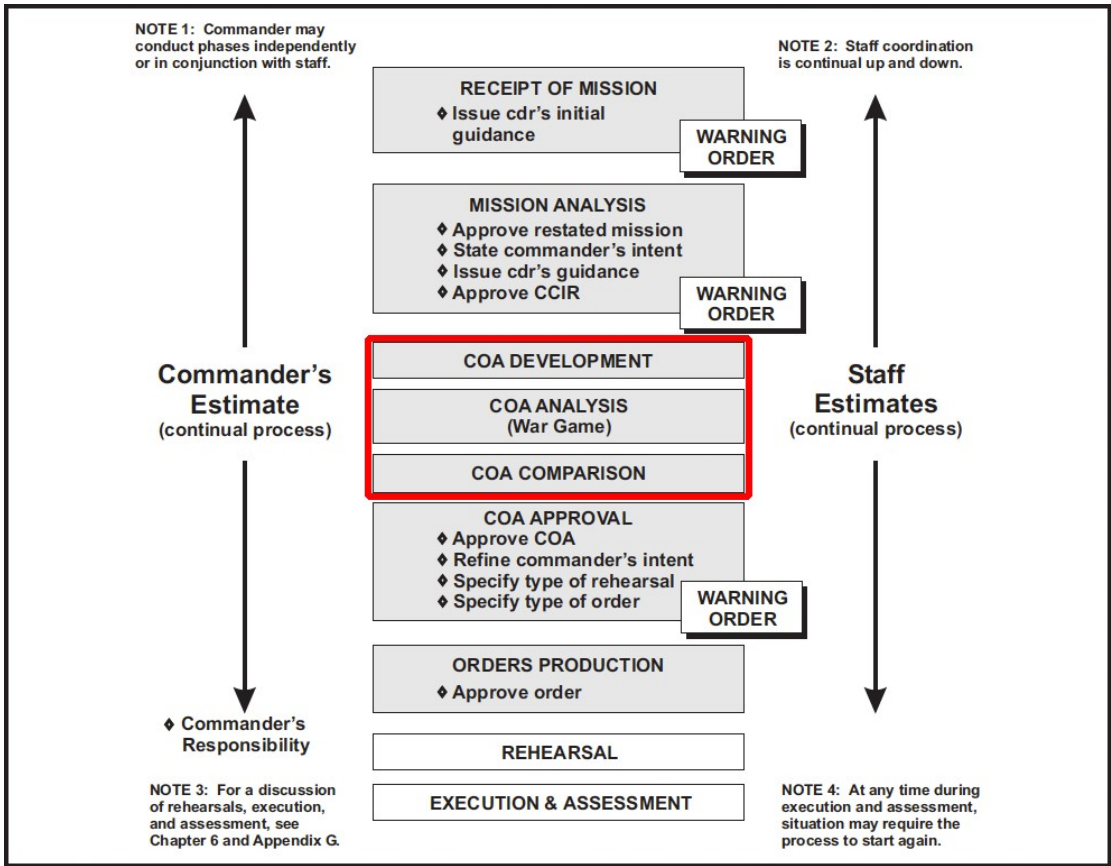 NOTE 1: Commander may
conduct phases independently
or in conjunction with staff.
NOTE 2: Staff coordination
is continual up and down.
RECEIPT OF MISSION
◊ Issue cdr's initial
guidance
WARNING
ORDER
MISSION ANALYSIS
◊ Approve restated mission
◊ State commander's intent
◊ Issue cdr's guidance
◊ Approve CCIR
WARNING
ORDER
Commander's
Estimate
(continual process)
COA DEVELOPMENT
COA ANALYSIS
(War Game)
COA COMPARISON
Staff
Estimates
(continual process)
COA APPROVAL
◊ Approve COA
◊ Refine commander's intent
◊ Specify type of rehearsal
◊ Specify type of order
WARNING
ORDER
ORDERS PRODUCTION
◊ Approve order
◊ Commander's
Responsibility
REHEARSAL
EXECUTION & ASSESSMENT
NOTE 3: For a discussion
of rehearsals, execution,
and assessment, see
Chapter 6 and Appendix G.
NOTE 4: At any time during
execution and assessment,
situation may require the
process to start again.